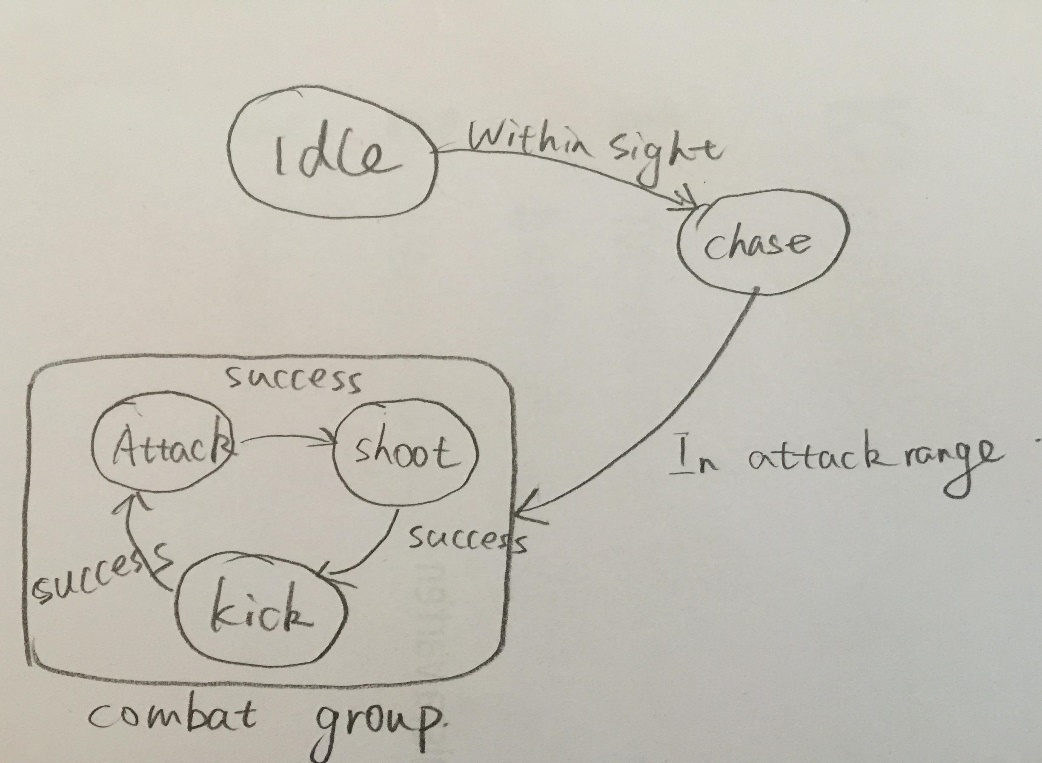 Idle
Within sight
chase
success
Attack
shoot
In attack range
success
success
kick
combat group.